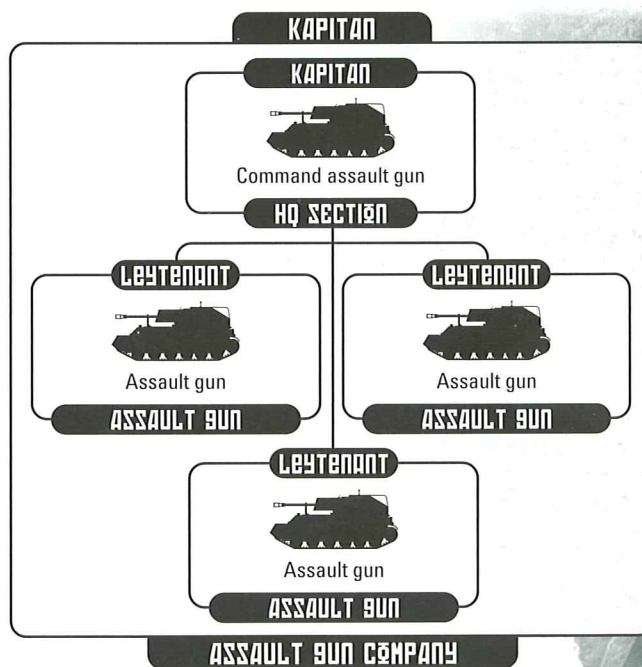 KAPITAN
KAPITAN
Command assault gun
HQ SECTION
LEYTENANT
LEYTENANT
Assault gun
Assault gun
ASSAULT GUN
ASSAULT GUN
LEYTENANT
Assault gun
ASSAULT GUN
ASSAULT GUN COMPANY